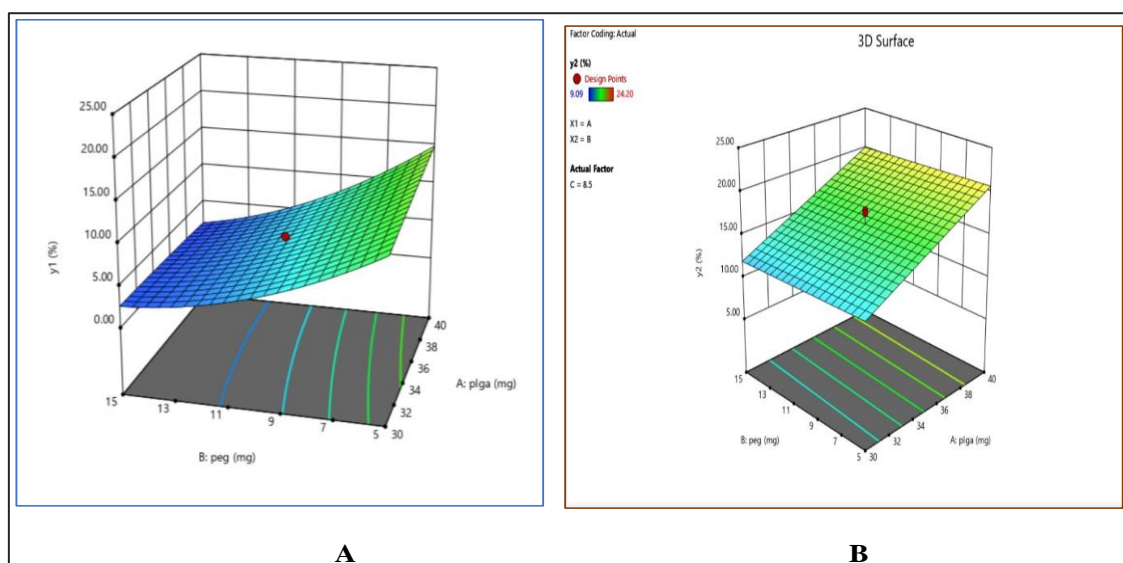 25.00
20.00
15.00
10.00
5.00
0.00
y1 (%)
15
13
11
9
7
5
B: peg (mg)
30
32
34
36
38
40
A: plga (mg)
A
Factor Coding: Actual
3D Surface
y2 (%)
Design Points
9.09 24.20
X1 = A
X2 = B
Actual Factor
C = 8.5
25.00
20.00
15.00
10.00
5.00
y2 (%)
15
13
11
9
7
5
B: peg (mg)
30
32
34
36
38
40
A: plga (mg)
B